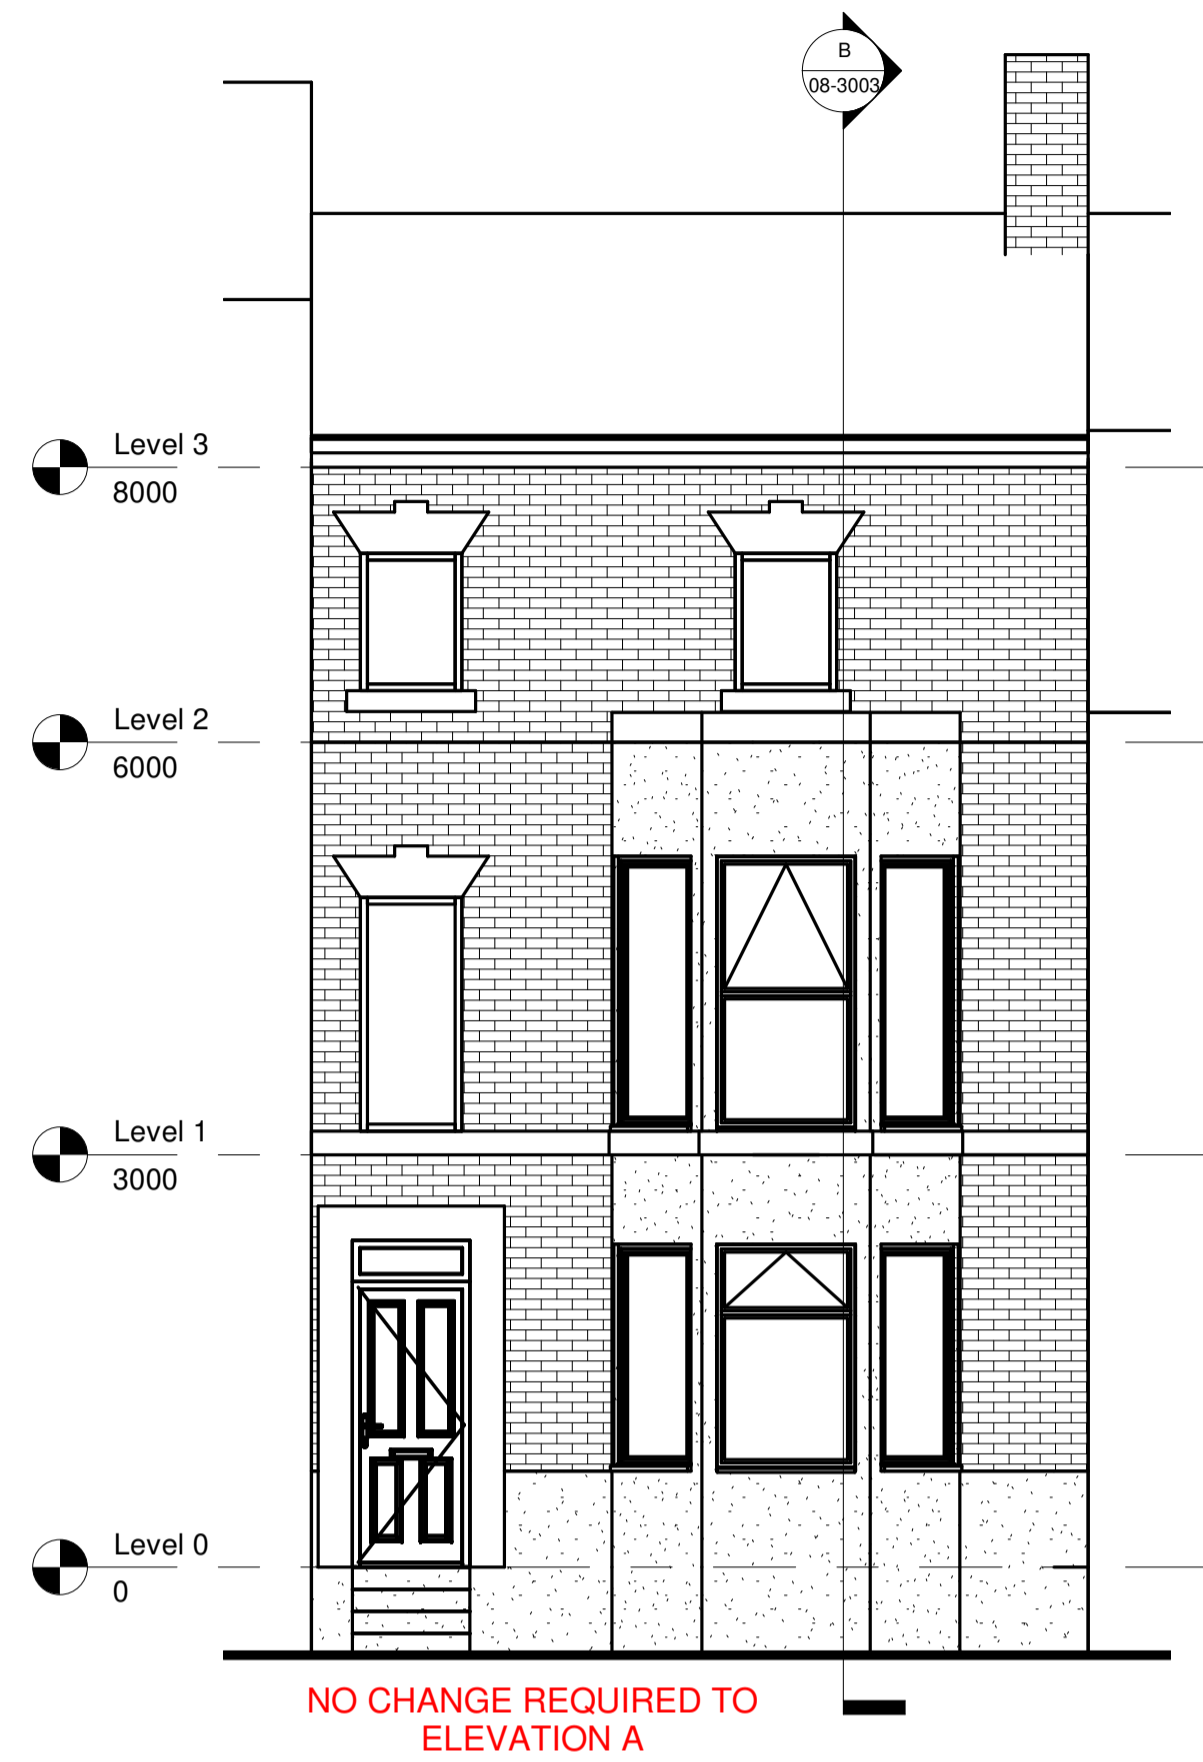 B
08-3003
Level 3
8000
Level 2
6000
Level 1
3000
Level 0
0
NO CHANGE REQUIRED TO
ELEVATION A